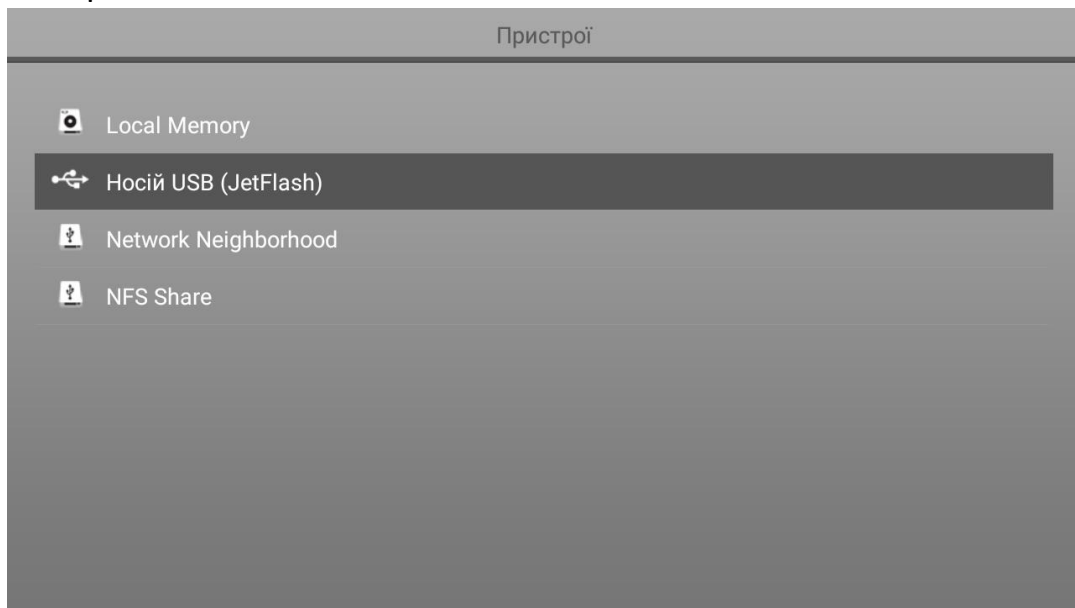 Пристрої
Local Memory
Носій USB (JetFlash)
Network Neighborhood
NFS Share